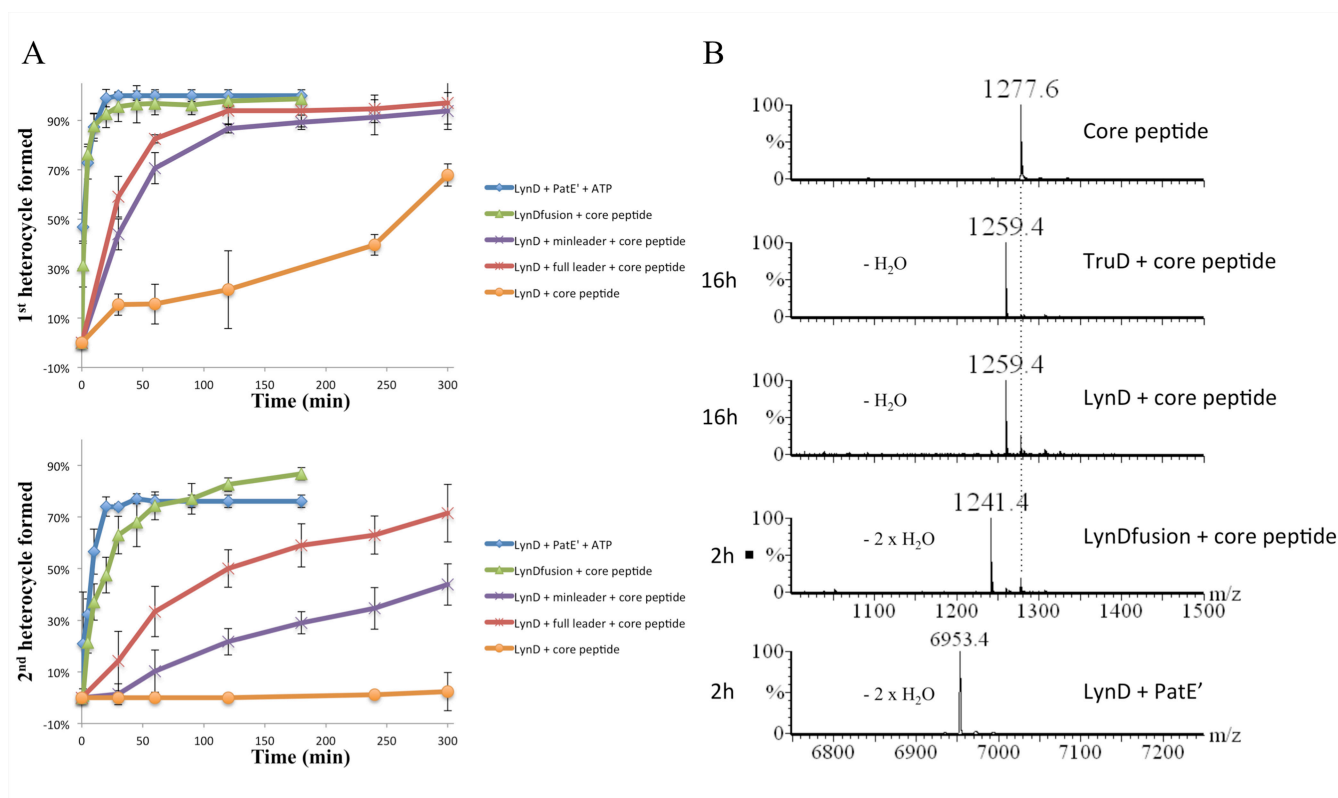 A
1st heterocycle formed
90%
70%
50%
30%
10%
-10%
0 50 100 150 200 250 300
Time (min)
LynD + PatE' + ATP
LynDfusion + core peptide
LynD + minleader + core peptide
LynD + full leader + core peptide
LynD + core peptide
2nd heterocycle formed
90%
70%
50%
30%
10%
-10%
0 50 100 150 200 250 300
Time (min)
LynD + PatE' + ATP
LynDfusion + core peptide
LynD + minleader + core peptide
LynD + full leader + core peptide
LynD + core peptide
B
1277.6
100
%
0
Core peptide
1259.4
16h
100
%
0
- H2O
TruD + core peptide
1259.4
16h
100
%
0
- H2O
LynD + core peptide
1241.4
2h
100
%
0
- 2 x H2O
LynDfusion + core peptide
m/z
1100 1200 1300 1400 1500
6953.4
2h
100
%
0
- 2 x H2O
LynD + PatE’
m/z
6800 6900 7000 7100 7200